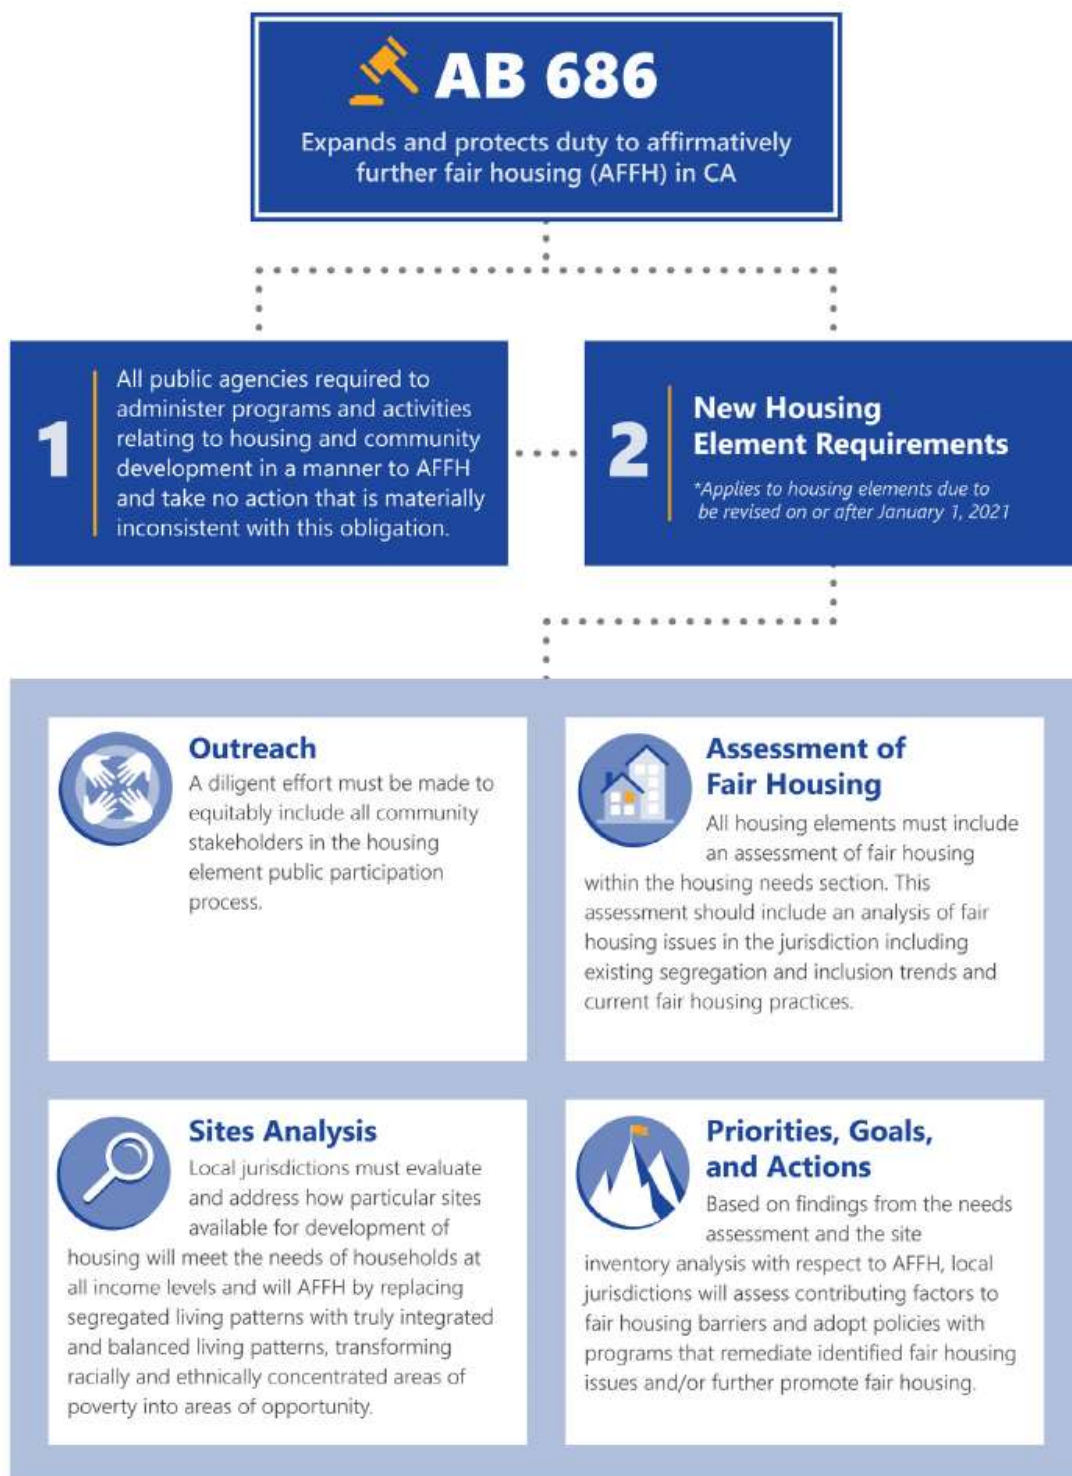 AB 686
Expands and protects duty to affirmatively
further fair housing (AFFH) in CA
1
All public agencies required to
administer programs and activities
relating to housing and community
development in a manner to AFFH
and take no action that is materially
inconsistent with this obligation.
2
New Housing
Element Requirements
*Applies to housing elements due to
be revised on or after January 1, 2021
Outreach
A diligent effort must be made to
equitably include all community
stakeholders in the housing
element public participation
process.
Assessment of
Fair Housing
All housing elements must include
an assessment of fair housing
within the housing needs section. This
assessment should include an analysis of fair
housing issues in the jurisdiction including
existing segregation and inclusion trends and
current fair housing practices.
Sites Analysis
Local jurisdictions must evaluate
and address how particular sites
available for development of
housing will meet the needs of households at
all income levels and will AFFH by replacing
segregated living patterns with truly integrated
and balanced living patterns, transforming
racially and ethnically concentrated areas of
poverty into areas of opportunity.
Priorities, Goals,
and Actions
Based on findings from the needs
assessment and the site
inventory analysis with respect to AFFH, local
jurisdictions will assess contributing factors to
fair housing barriers and adopt policies with
programs that remediate identified fair housing
issues and/or further promote fair housing.